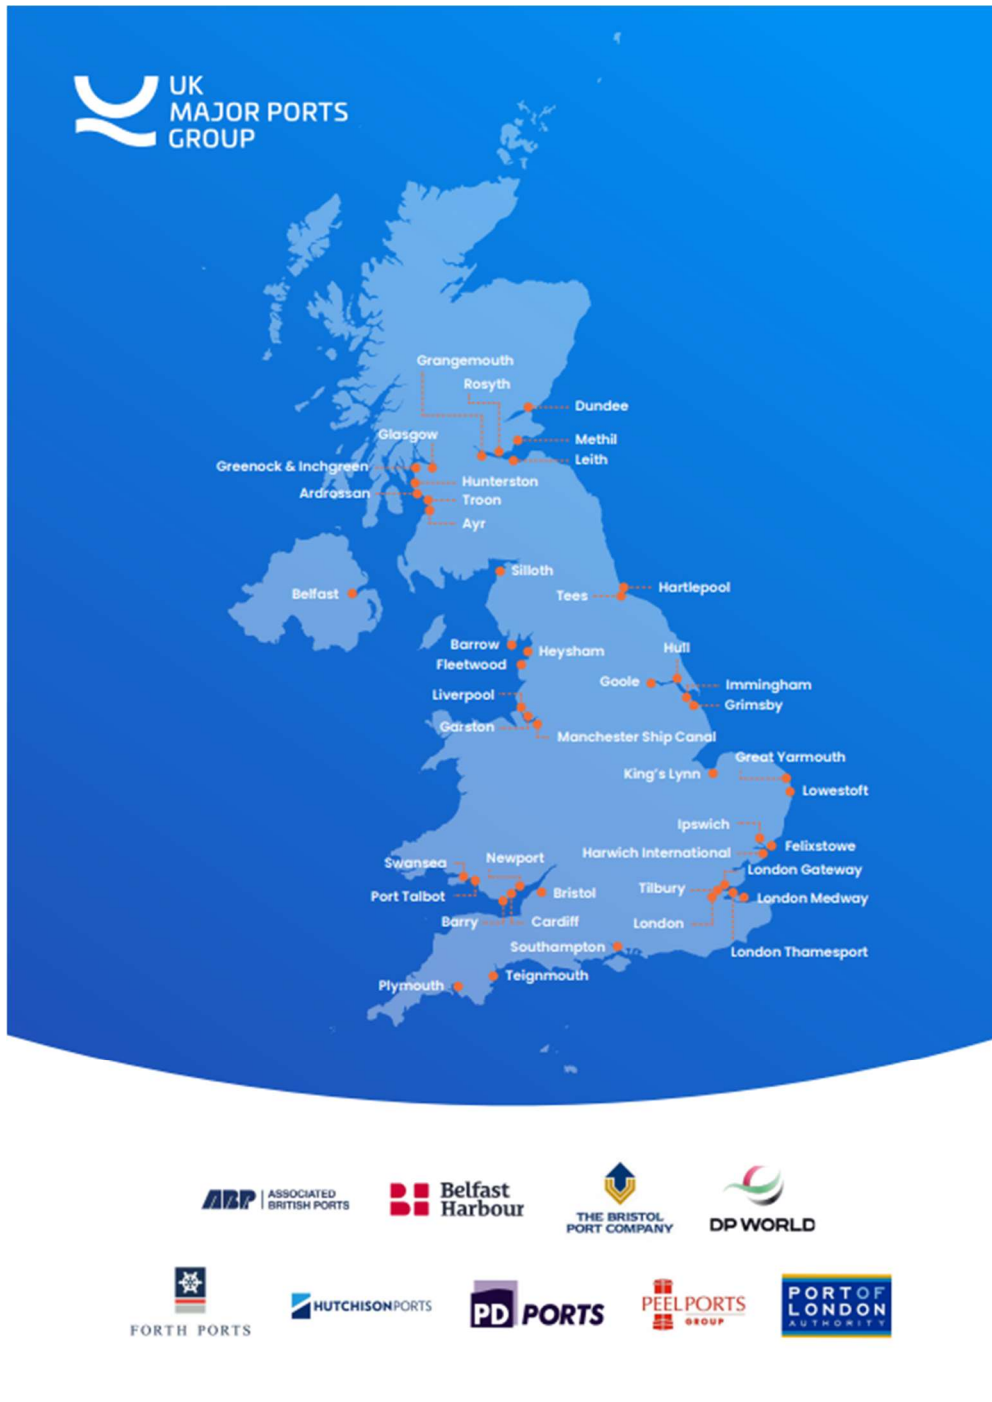 UK
MAJOR PORTS
GROUP
Grangemouth
Rosyth
Dundee
Glasgow
Methil
Leith
Greenock & Inchgreen
Hunterston
Ardrossan
Troon
Ayr
Silloth
Belfast
Hartlepool
Tees
Barrow
Heysham
Hull
Fleetwood
Goole
Immingham
Liverpool
Grimsby
Garston
Manchester Ship Canal
Great Yarmouth
King's Lynn
Lowestoft
Ipswich
Felixstowe
Harwich International
Swansea
Newport
London Gateway
Port Talbot
Bristol
Tilbury
London Medway
Barry
Cardiff
London
Southampton
London Thamesport
Teignmouth
Plymouth
ABP ASSOCIATED
BRITISH PORTS
Belfast
Harbour
THE BRISTOL
PORT COMPANY
DP WORLD
FORTH PORTS
HUTCHISON PORTS
PD PORTS
PEEL PORTS
GROUP
PORT OF
LONDON
AUTHORITY